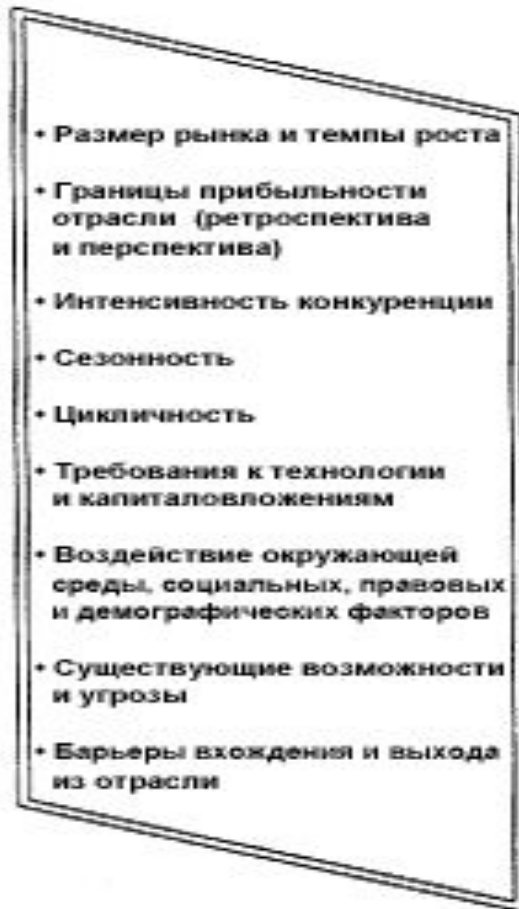 • Размер рынка и темпы роста
• Границы прибыльности
отрасли (ретроспектива
и перспектива)
• Интенсивность конкуренции
• Сезонность
• Цикличность
• Требования к технологии
и капиталовложениям
• Воздействие окружающей
среды, социальных, правовых
и демографических факторов
• Существующие возможности
и угрозы
• Барьеры вхождения и выхода
из отрасли